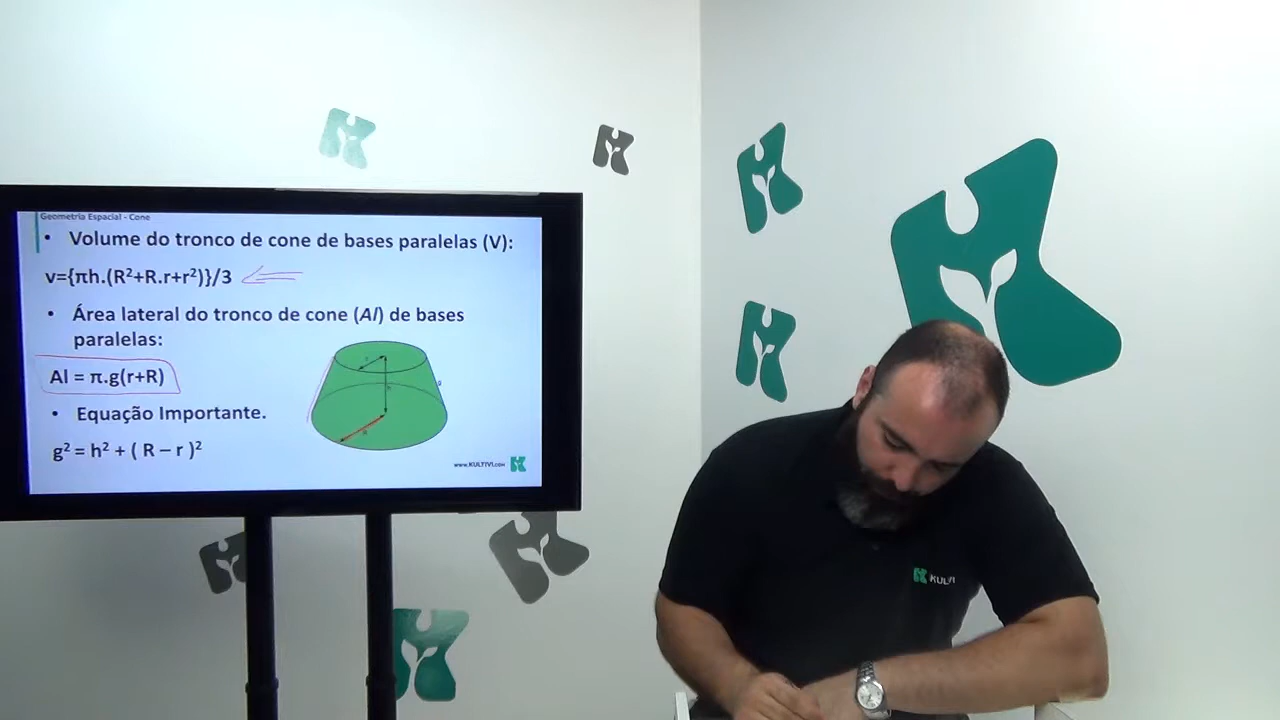 Geometria Espacial - Cone
• Volume do tronco de cone de bases paralelas (V):
v={πh.(R²+R.r+r²)}/3
• Área lateral do tronco de cone (Al) de bases
paralelas:
Al = π.g(r+R)
• Equação Importante.
g² = h² + ( R – r )²
www.KULTIVI.com
KULTIVI